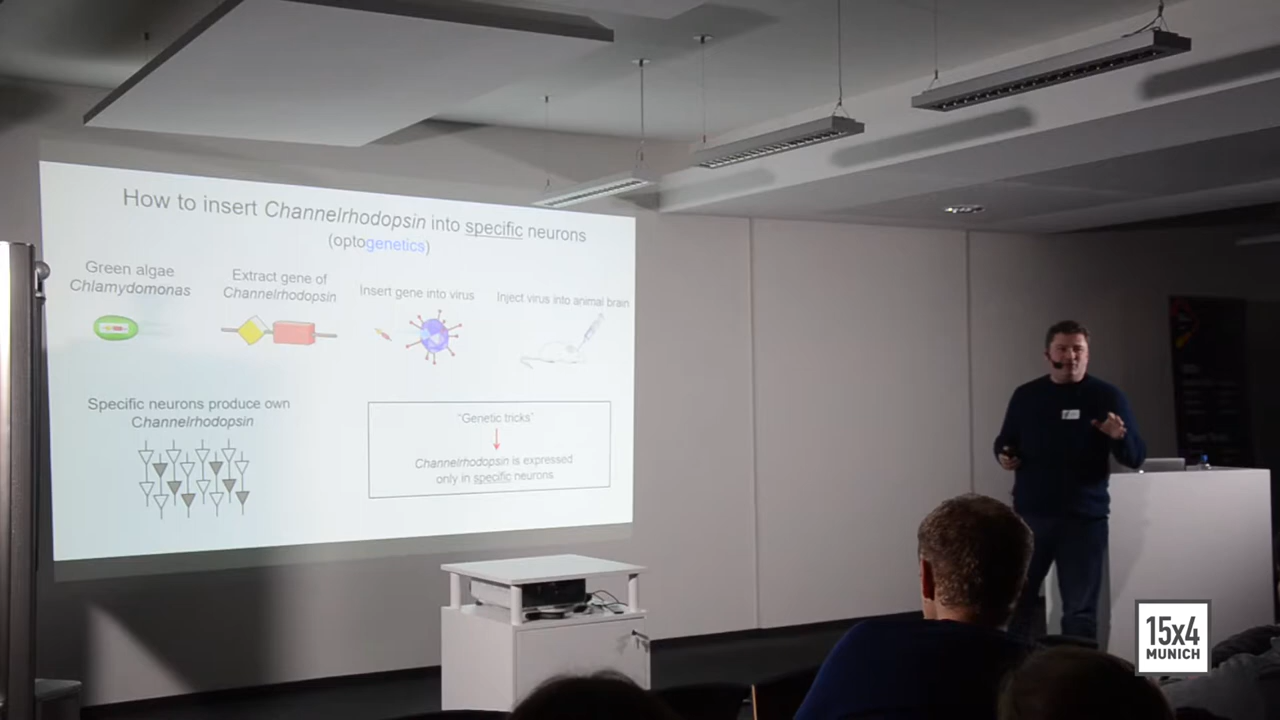 How to insert Channelrhodopsin into specific neurons
(optogenetics)
Green algae
Chlamydomonas
Extract gene of
Channelrhodopsin
Insert gene into virus
Inject virus into animal brain
Specific neurons produce own
Channelrhodopsin
"Genetic tricks"
Channelrhodopsin is expressed
only in specific neurons
15x4
MUNICH